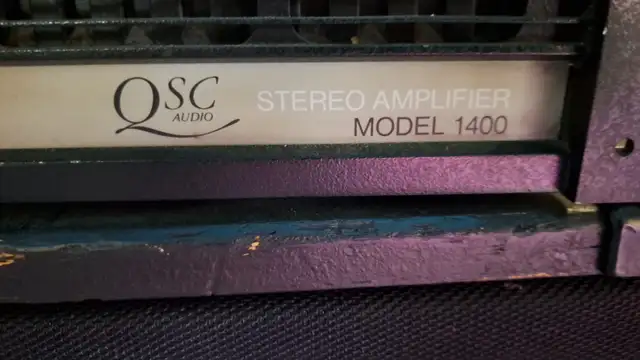 QSC
AUDIO
STEREO AMPLIFIER
MODEL 1400